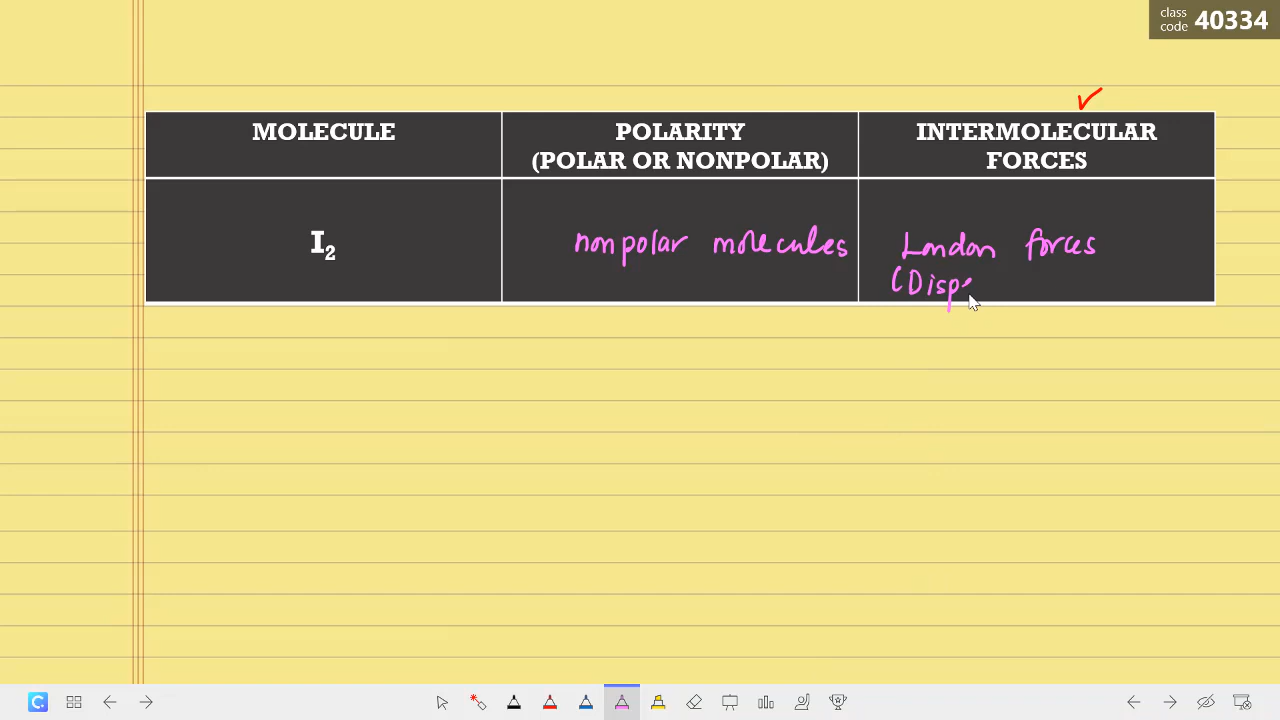 class
code 40334
MOLECULE
POLARITY
(POLAR OR NONPOLAR)
INTERMOLECULAR
FORCES
I₂
nonpolar molecules
London forces
(Disp